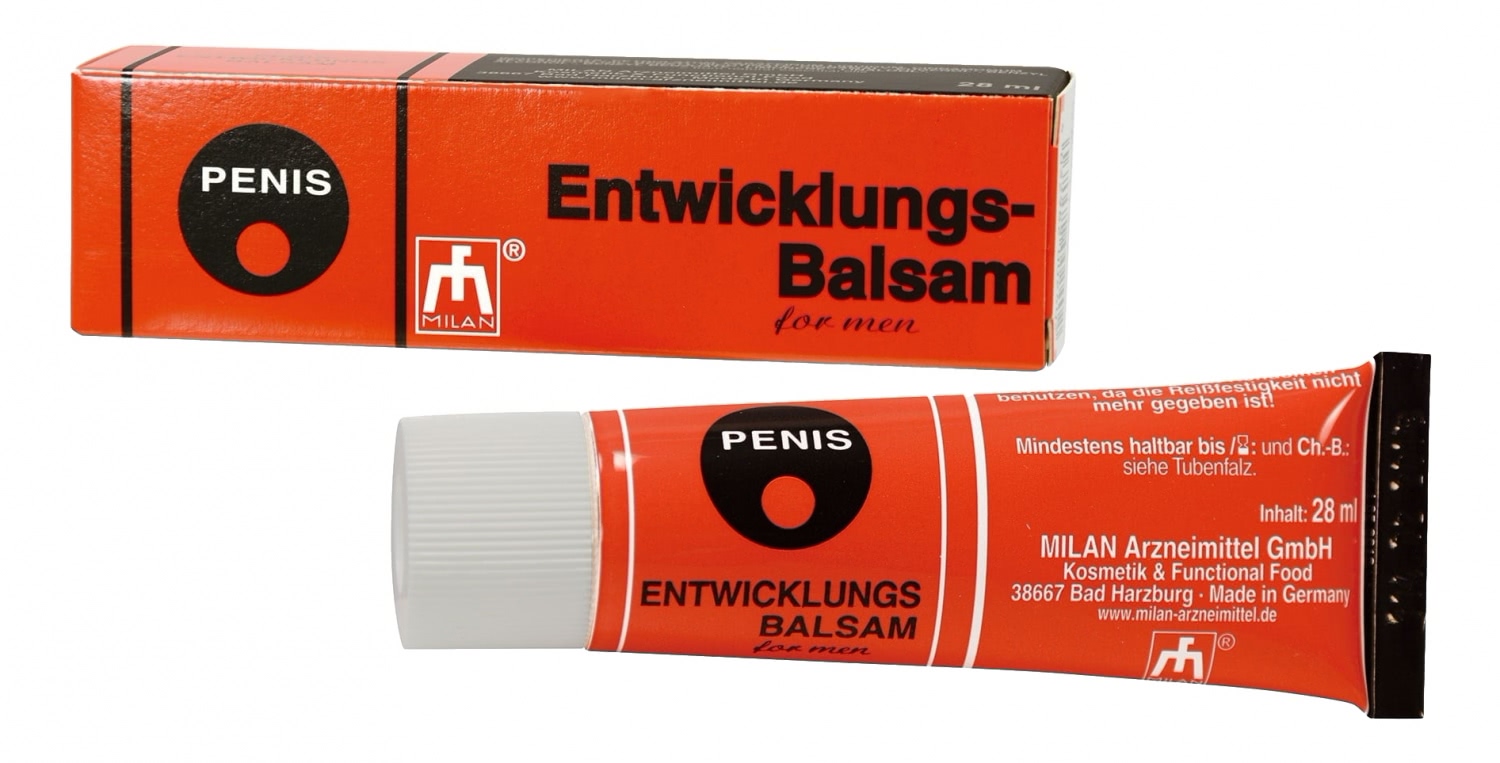 28 ml
PENIS
Entwicklungs-
Balsam
for men
MILAN
®
benutzen, da die Reißfestigkeit nicht
mehr gegeben ist!
Mindestens haltbar bis / : und Ch.-B.:
siehe Tubenfalz.
Inhalt: 28 ml
MILAN Arzneimittel GmbH
Kosmetik & Functional Food
38667 Bad Harzburg · Made in Germany
www.milan-arzneimittel.de
®
MILAN
PENIS
ENTWICKLUNGS
BALSAM
for men